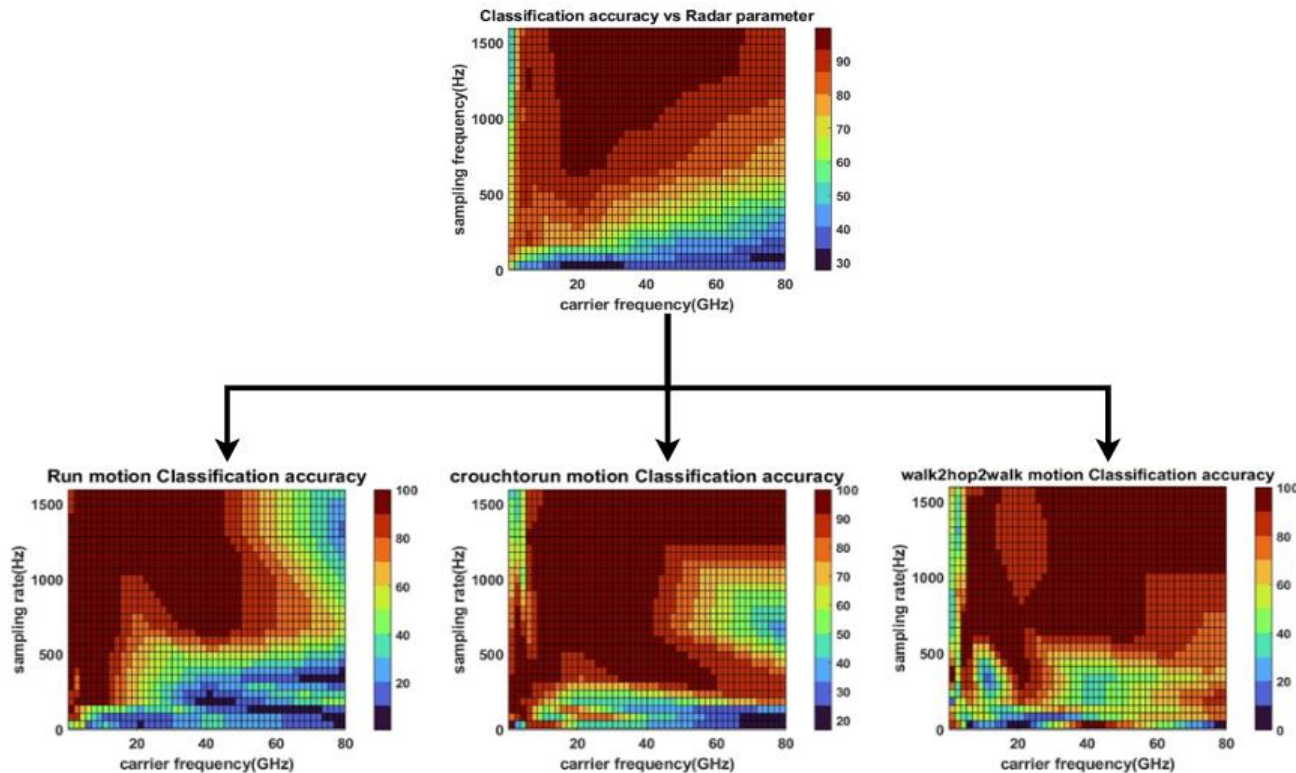 Classification accuracy vs Radar parameter
sampling frequency(Hz)
1500
1000
500
0
20 40 60 80
carrier frequency(GHz)
90
80
70
60
50
40
30
Run motion Classification accuracy
sampling rate(Hz)
1500
1000
500
0
20 40 60 80
carrier frequency(GHz)
100
80
60
40
20
crouchtorun motion Classification accuracy
sampling rate(Hz)
1500
1000
500
0
20 40 60 80
carrier frequency(GHz)
100
90
80
70
60
50
40
30
20
walk2hop2walk motion Classification accuracy
sampling rate(Hz)
1500
1000
500
0
20 40 60 80
carrier frequency(GHz)
100
80
60
40
20
0